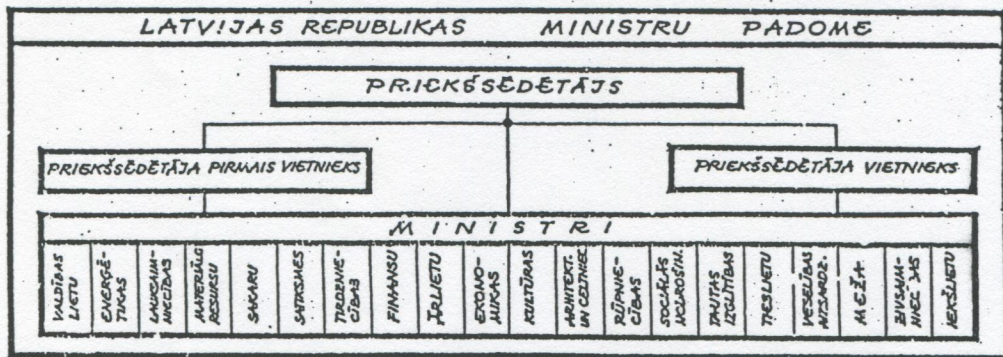 LATVIJAS REPUBLIKAS MINISTRU PADOME
PRIEKŠSĒDĒTĀJS
PRIEKŠSĒDĒTĀJA PIRMAIS VIETNIEKS
PRIEKŠSĒDĒTĀJA VIETNIEKS
MINISTRI
VALDĪBAS
LIETU
ENERĢĒ-
TIKAS
LAUKSAIM-
NIECĪBAS
MATERIĀLO
RESURSU
SAKARU
SATIKSMES
TIRDZNIE-
CĪBAS
FINANSU
ĀRLIETU
EKONO-
MIKAS
KULTŪRAS
ARHITEKT.
UN CELTNIEC.
RŪPNIE-
CĪBAS
SOCIĀLĀS
NODROŠIN.
TAUTAS
IZGLĪTĪBAS
TIESLIETU
VESELĪBAS
AIZSARDZ.
MEŽA
ZIVSAIM-
IEKŠLIETU